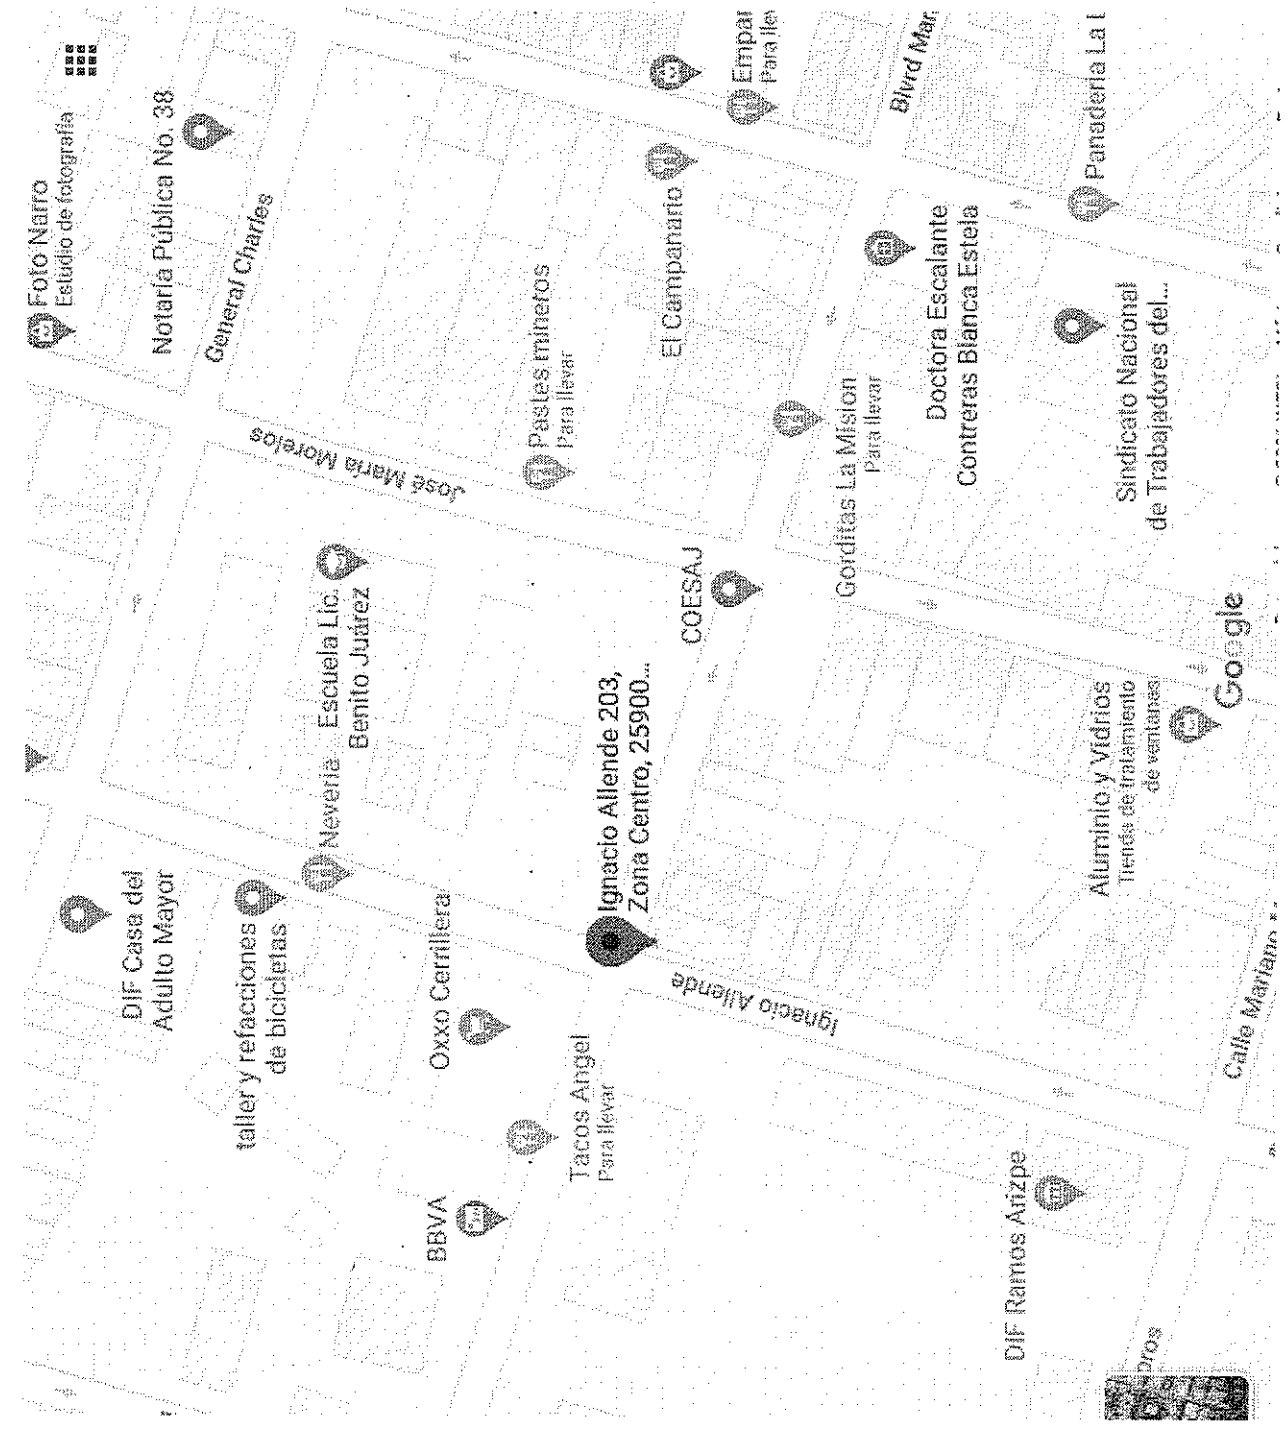 Foto Narro
Estudio de fotografía
Notaría Pública No. 38
General Charles
José María Morelos
Pastes mineros
Para llevar
El Campanario
Empar
Para lle
Blvrd Mar
Panaderia La
Doctora Escalante
Contreras Blanca Estela
Sindicato Nacional
de Trabajadores del...
Gorditas La Mision
Para llevar
COESAJ
Escuela Lic.
Benito Juárez
Nevería
DIF Casa del
Adulto Mayor
taller y refacciones
de bicicletas
Oxxo Cerrillera
Ignacio Allende 203,
Zona Centro, 25900...
Ignacio Allende
Tacos Angel
Para llevar
BBVA
Aluminio y Vidrios
Tienda de tratamiento
de ventanas
Google
Calle Mariano
DIF Ramos Arizpe
bros